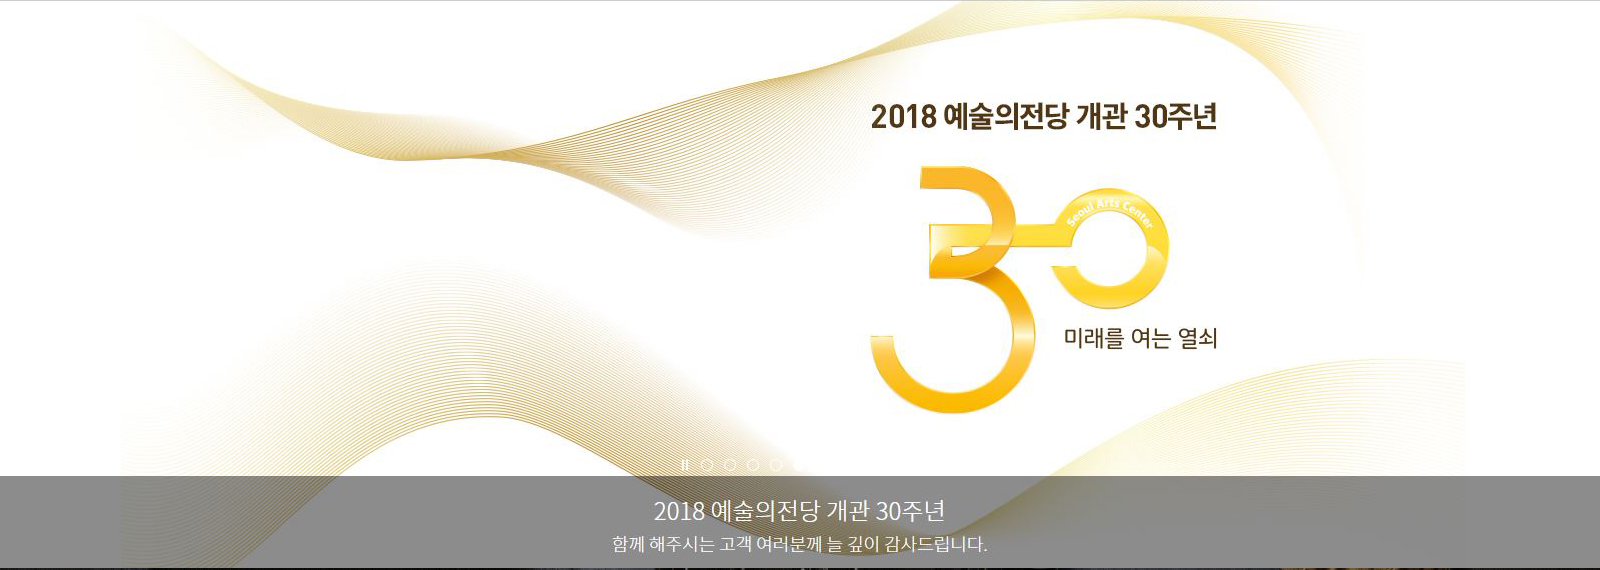 2018 예술의전당 개관 30주년
30
Seoul Arts Center
미래를 여는 열쇠
2018 예술의전당 개관 30주년
함께 해주시는 고객 여러분께 늘 깊이 감사드립니다.